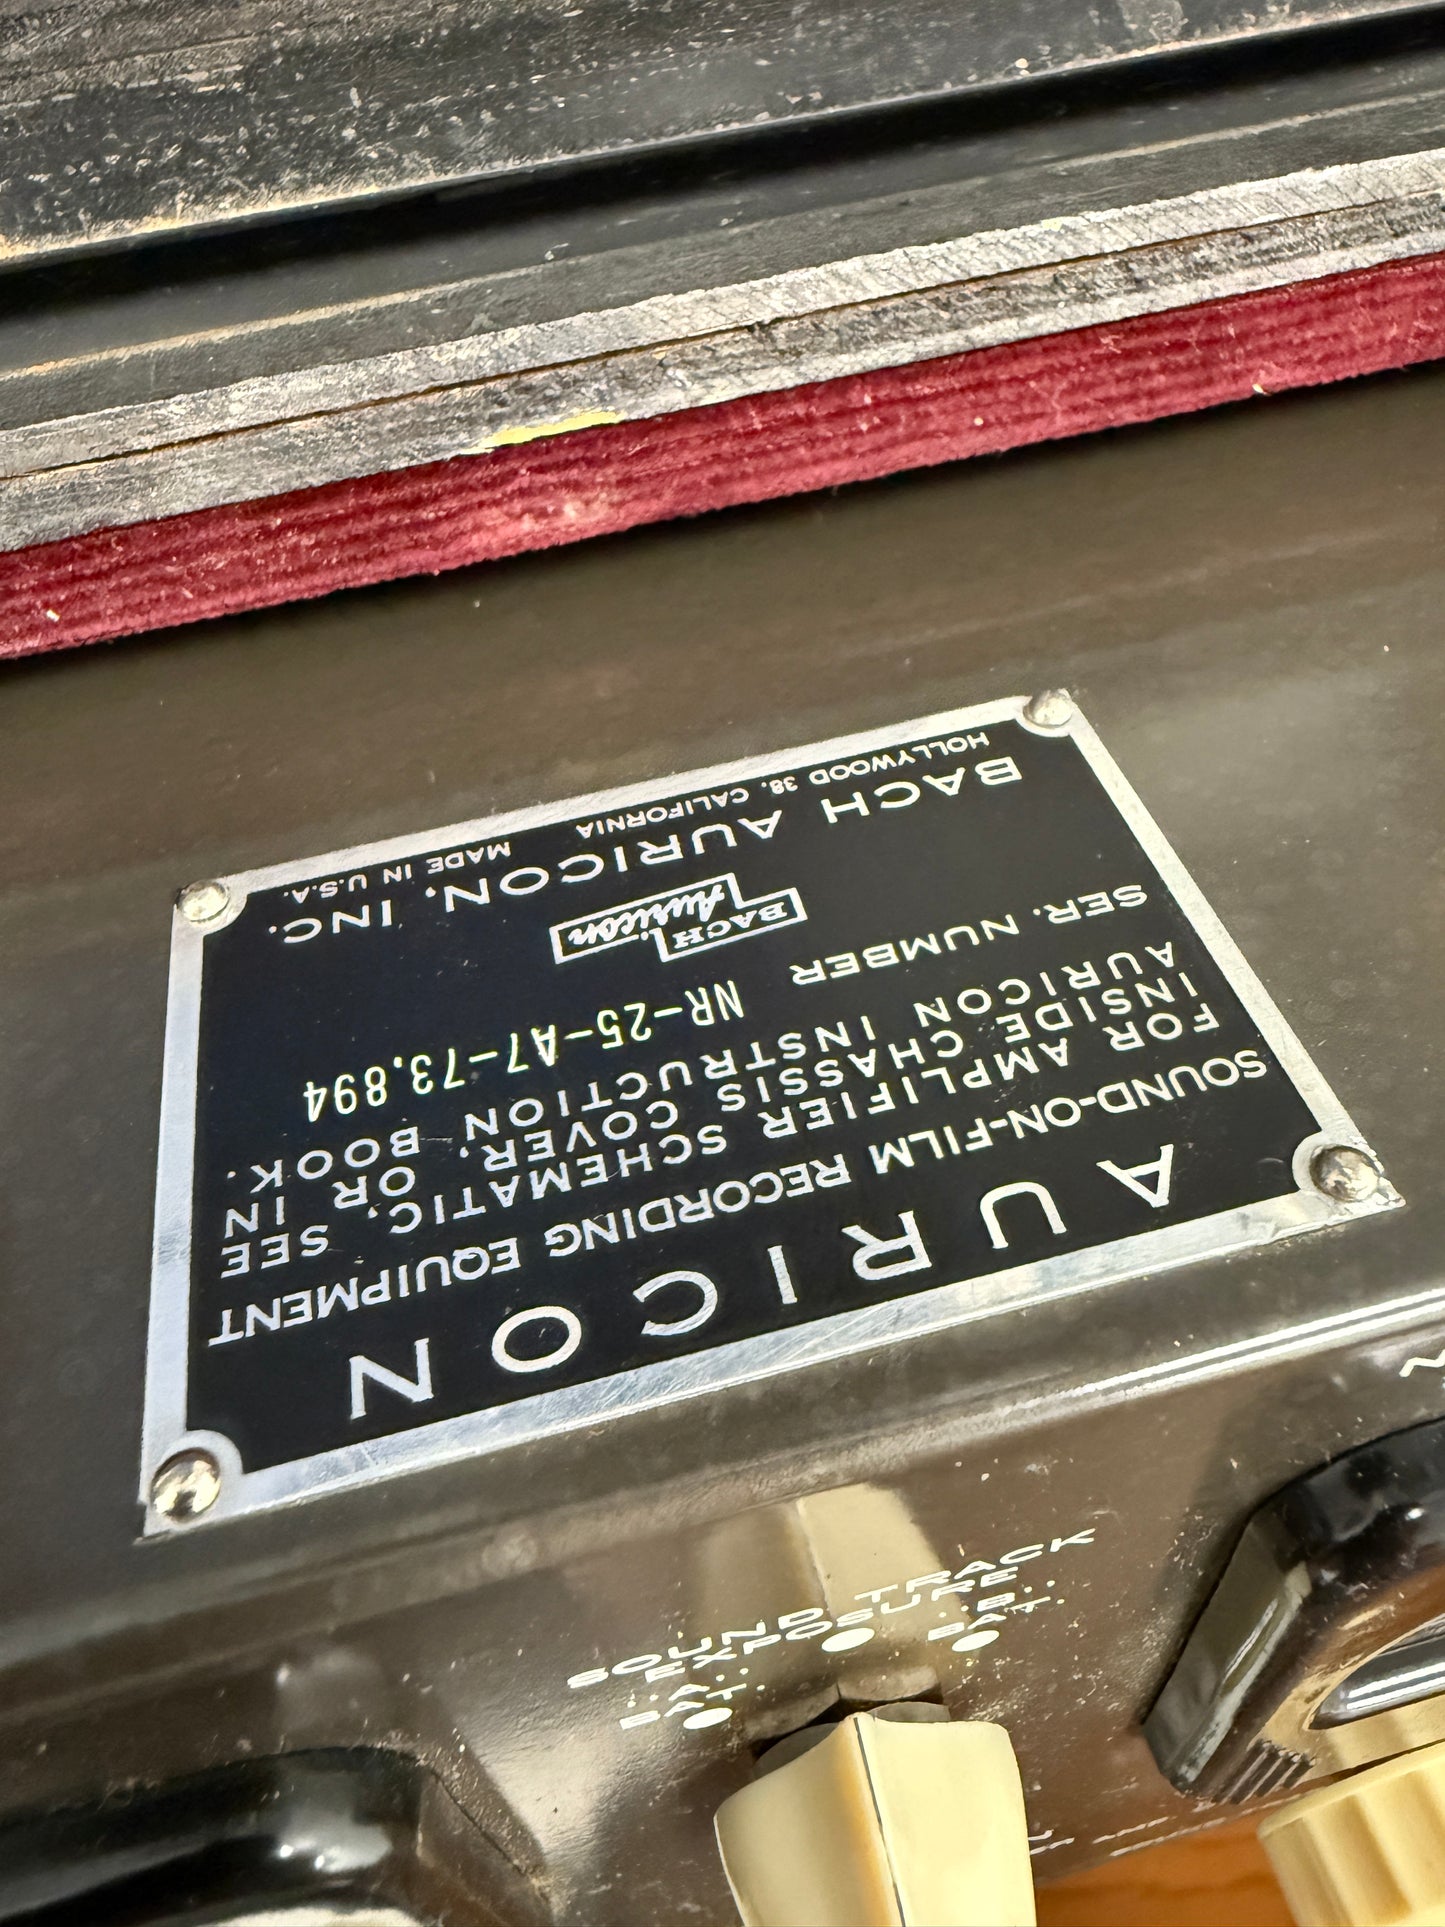 AURICON
SOUND-ON-FILM RECORDING EQUIPMENT
FOR AMPLIFIER SCHEMATIC, SEE
INSIDE CHASSIS COVER, OR IN
AURICON INSTRUCTION BOOK.
SER. NUMBER NR-25-A7-73,894
BACH
Auricon
BACH AURICON, INC.
HOLLYWOOD 38, CALIFORNIA MADE IN U.S.A.
SOUND TRACK
EXPOSURE
"A" "B"
BAT. BAT.